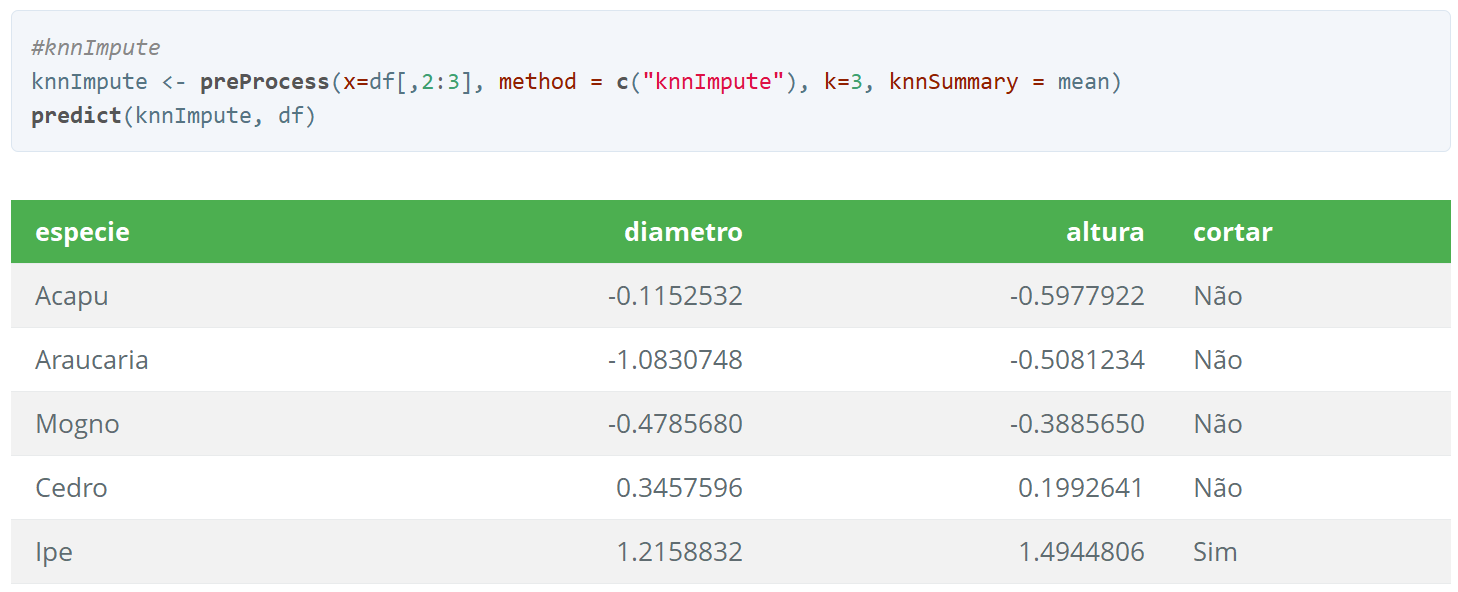 #knnImpute
knnImpute <- preProcess(x=df[,2:3], method = c("knnImpute"), k=3, knnSummary = mean)
predict(knnImpute, df)
especie diametro altura cortar
Acapu -0.1152532 -0.5977922 Não
Araucaria -1.0830748 -0.5081234 Não
Mogno -0.4785680 -0.3885650 Não
Cedro 0.3457596 0.1992641 Não
Ipe 1.2158832 1.4944806 Sim